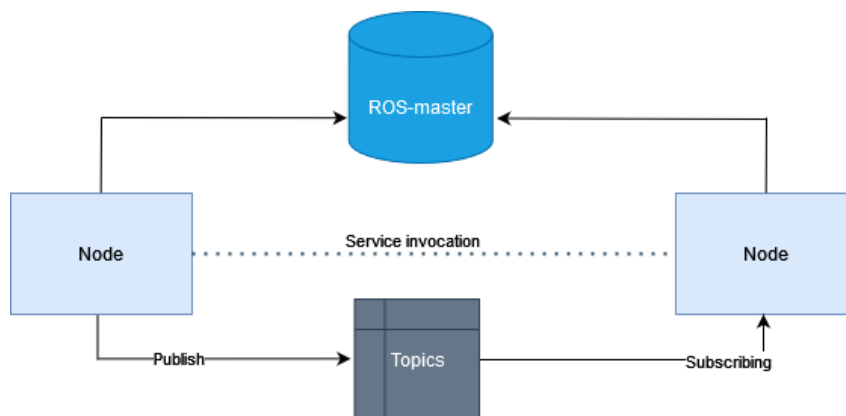 ROS-master
Node
Service invocation
Node
Publish
Topics
Subscribing